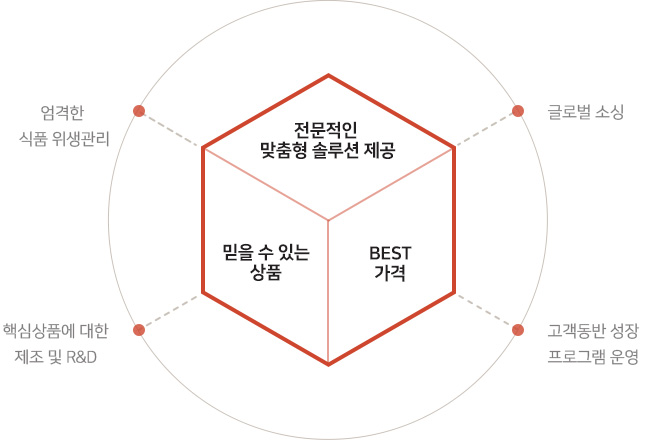 엄격한
식품 위생관리
글로벌 소싱
전문적인
맞춤형 솔루션 제공
믿을 수 있는
상품
BEST
가격
핵심상품에 대한
제조 및 R&D
고객동반 성장
프로그램 운영